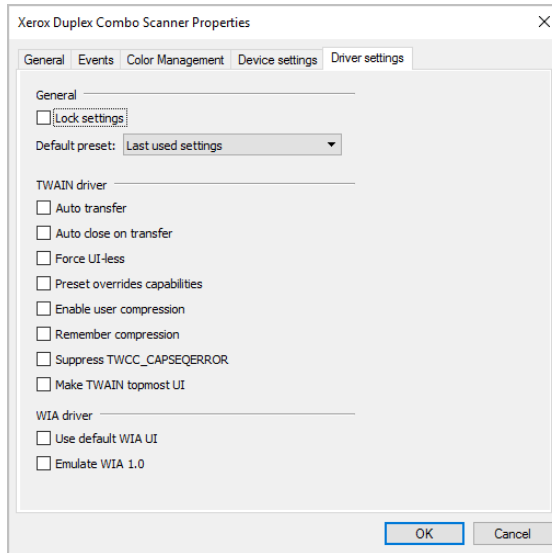 Xerox Duplex Combo Scanner Properties
General Events Color Management Device settings Driver settings
General
Lock settings
Default preset: Last used settings
TWAIN driver
Auto transfer
Auto close on transfer
Force UI-less
Preset overrides capabilities
Enable user compression
Remember compression
Suppress TWCC_CAPSEQERROR
Make TWAIN topmost UI
WIA driver
Use default WIA UI
Emulate WIA 1.0
OK Cancel